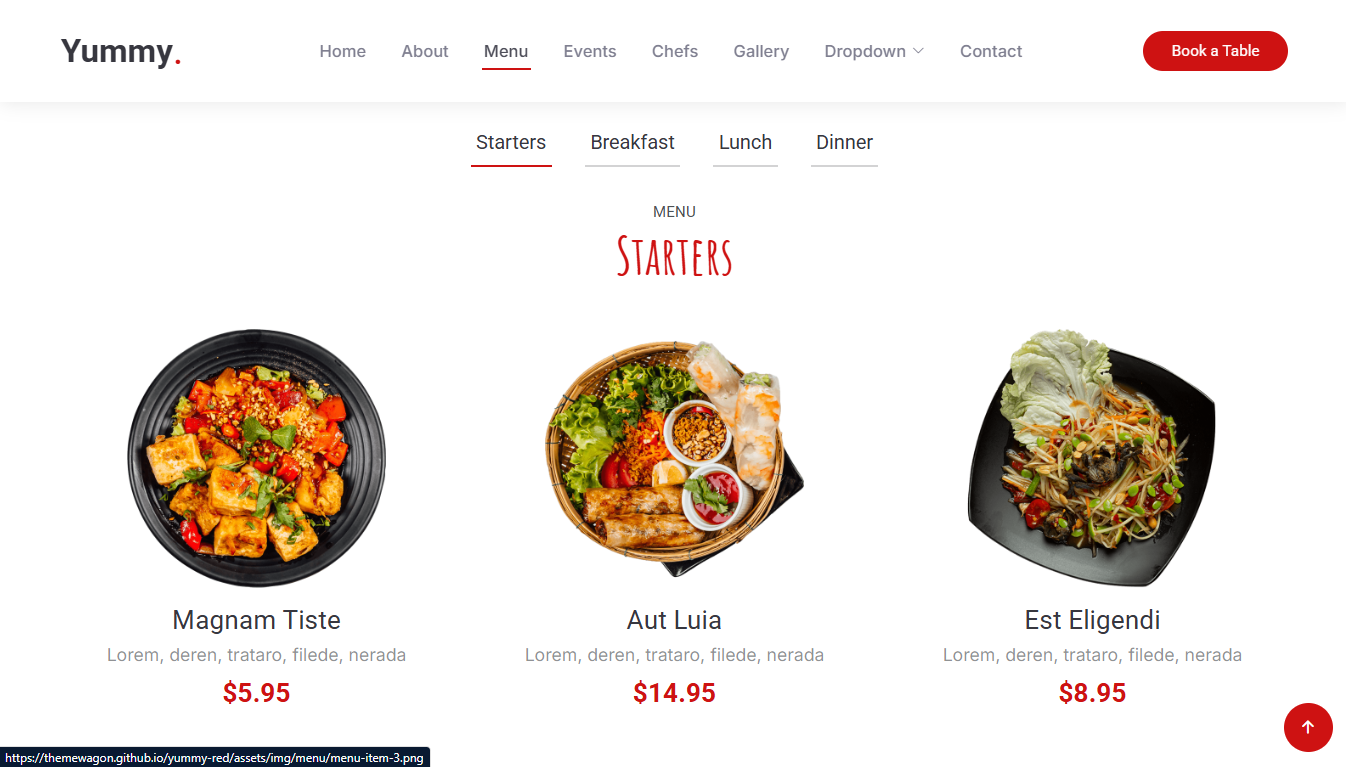 Yummy.
Home About Menu Events Chefs Gallery Dropdown Contact
Book a Table
Starters Breakfast Lunch Dinner
MENU
Starters
Magnam Tiste Aut Luia Est Eligendi
Lorem, deren, trataro, filede, nerada Lorem, deren, trataro, filede, nerada Lorem, deren, trataro, filede, nerada
$5.95 $14.95 $8.95
https://themewagon.github.io/yummy-red/assets/img/menu/menu-item-3.png